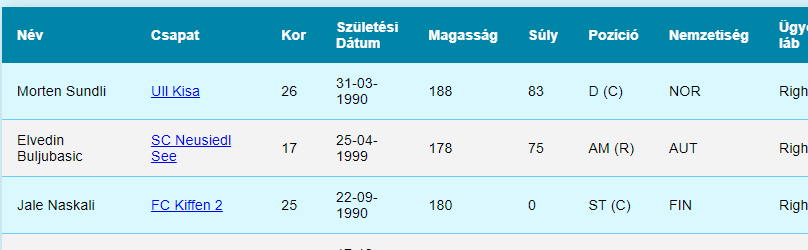 Név Csapat Kor Születési Dátum Magasság Súly Pozíció Nemzetiség láb
Morten Sundli Ull Kisa 26 31-03-1990 188 83 D (C) NOR
Elvedin Buljubasic SC Neusiedl See 17 25-04-1999 178 75 AM (R) AUT
Jale Naskali FC Kiffen 2 25 22-09-1990 180 0 ST (C) FIN